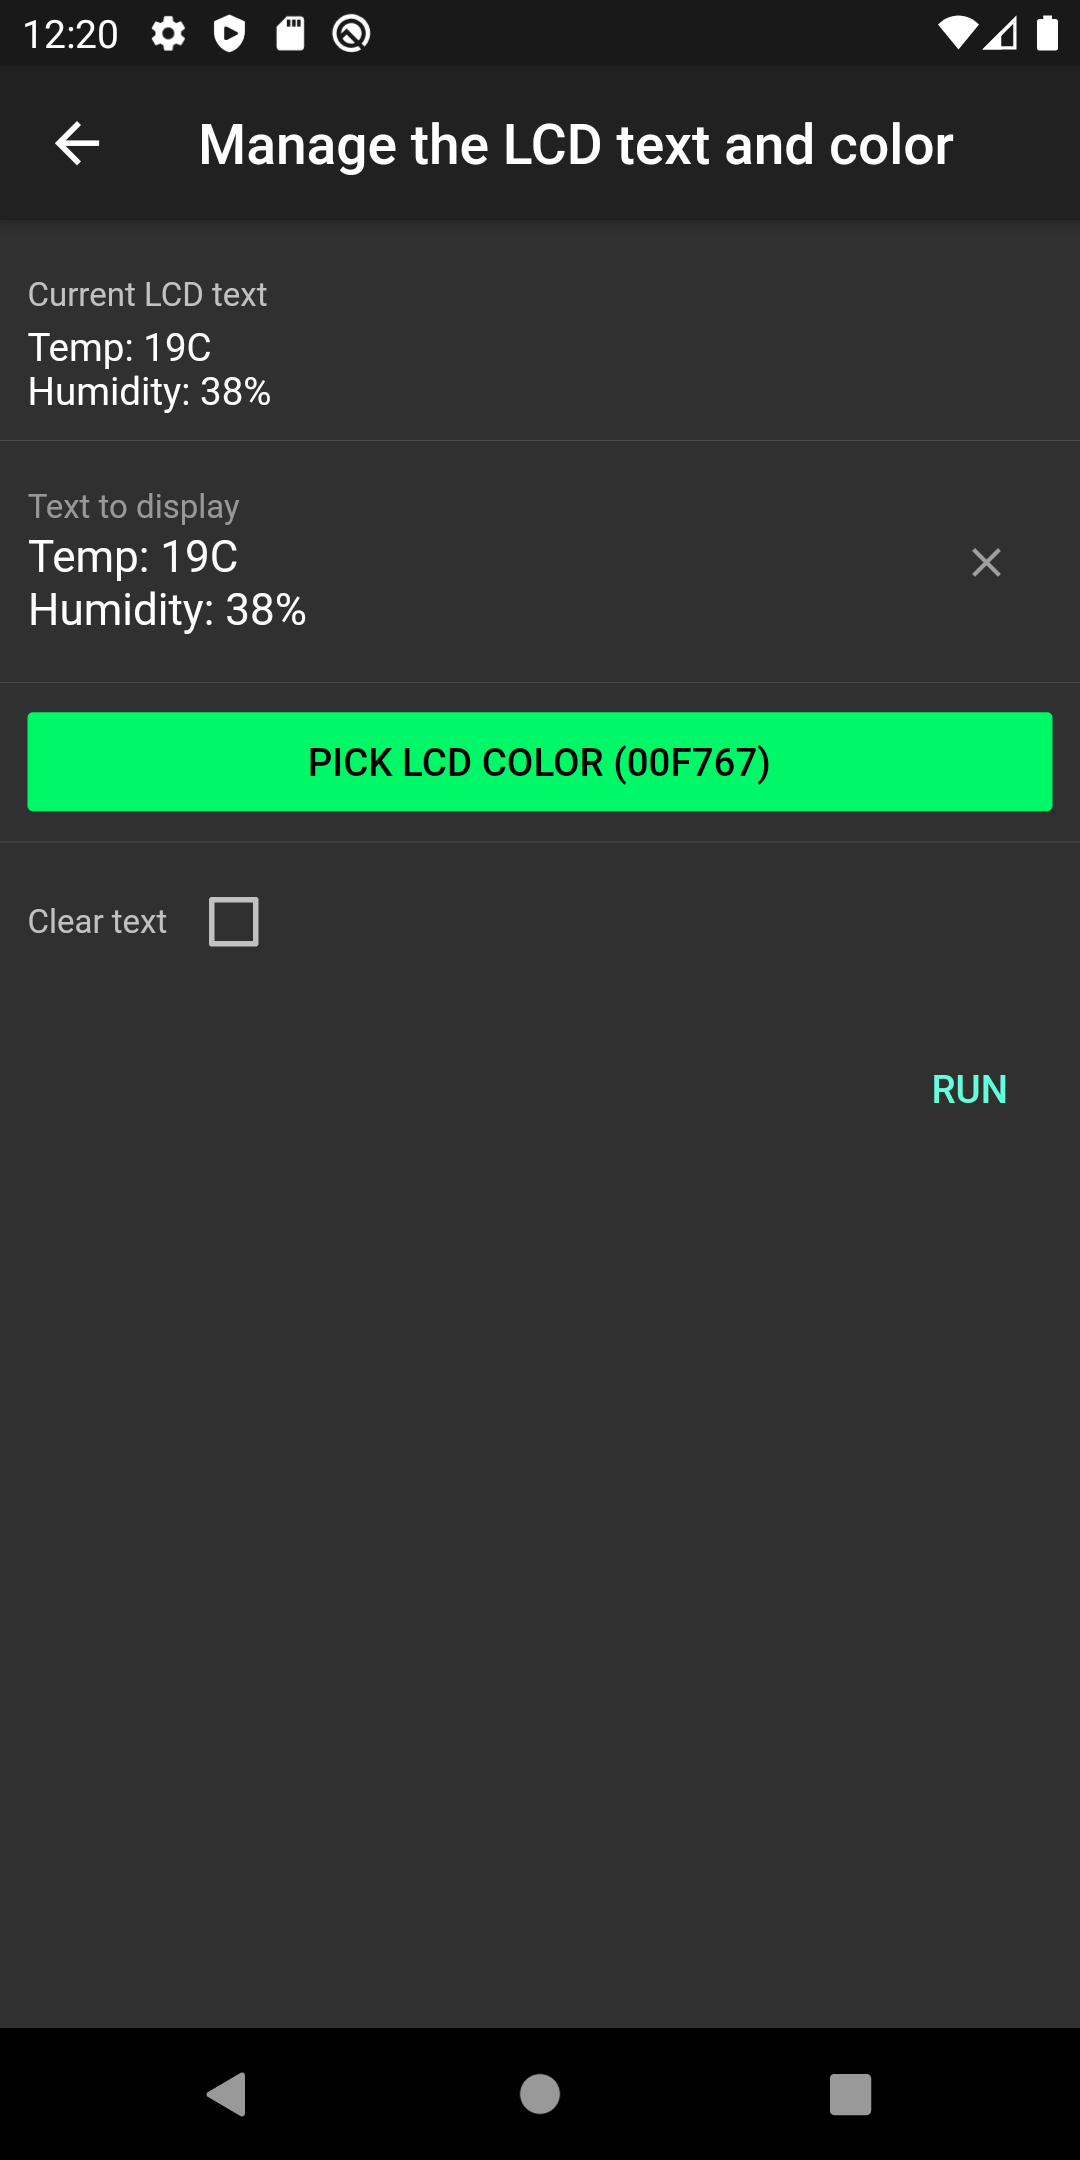 12:20
Manage the LCD text and color
Current LCD text
Temp: 19C
Humidity: 38%
Text to display
Temp: 19C
Humidity: 38%
PICK LCD COLOR (00F767)
Clear text
RUN